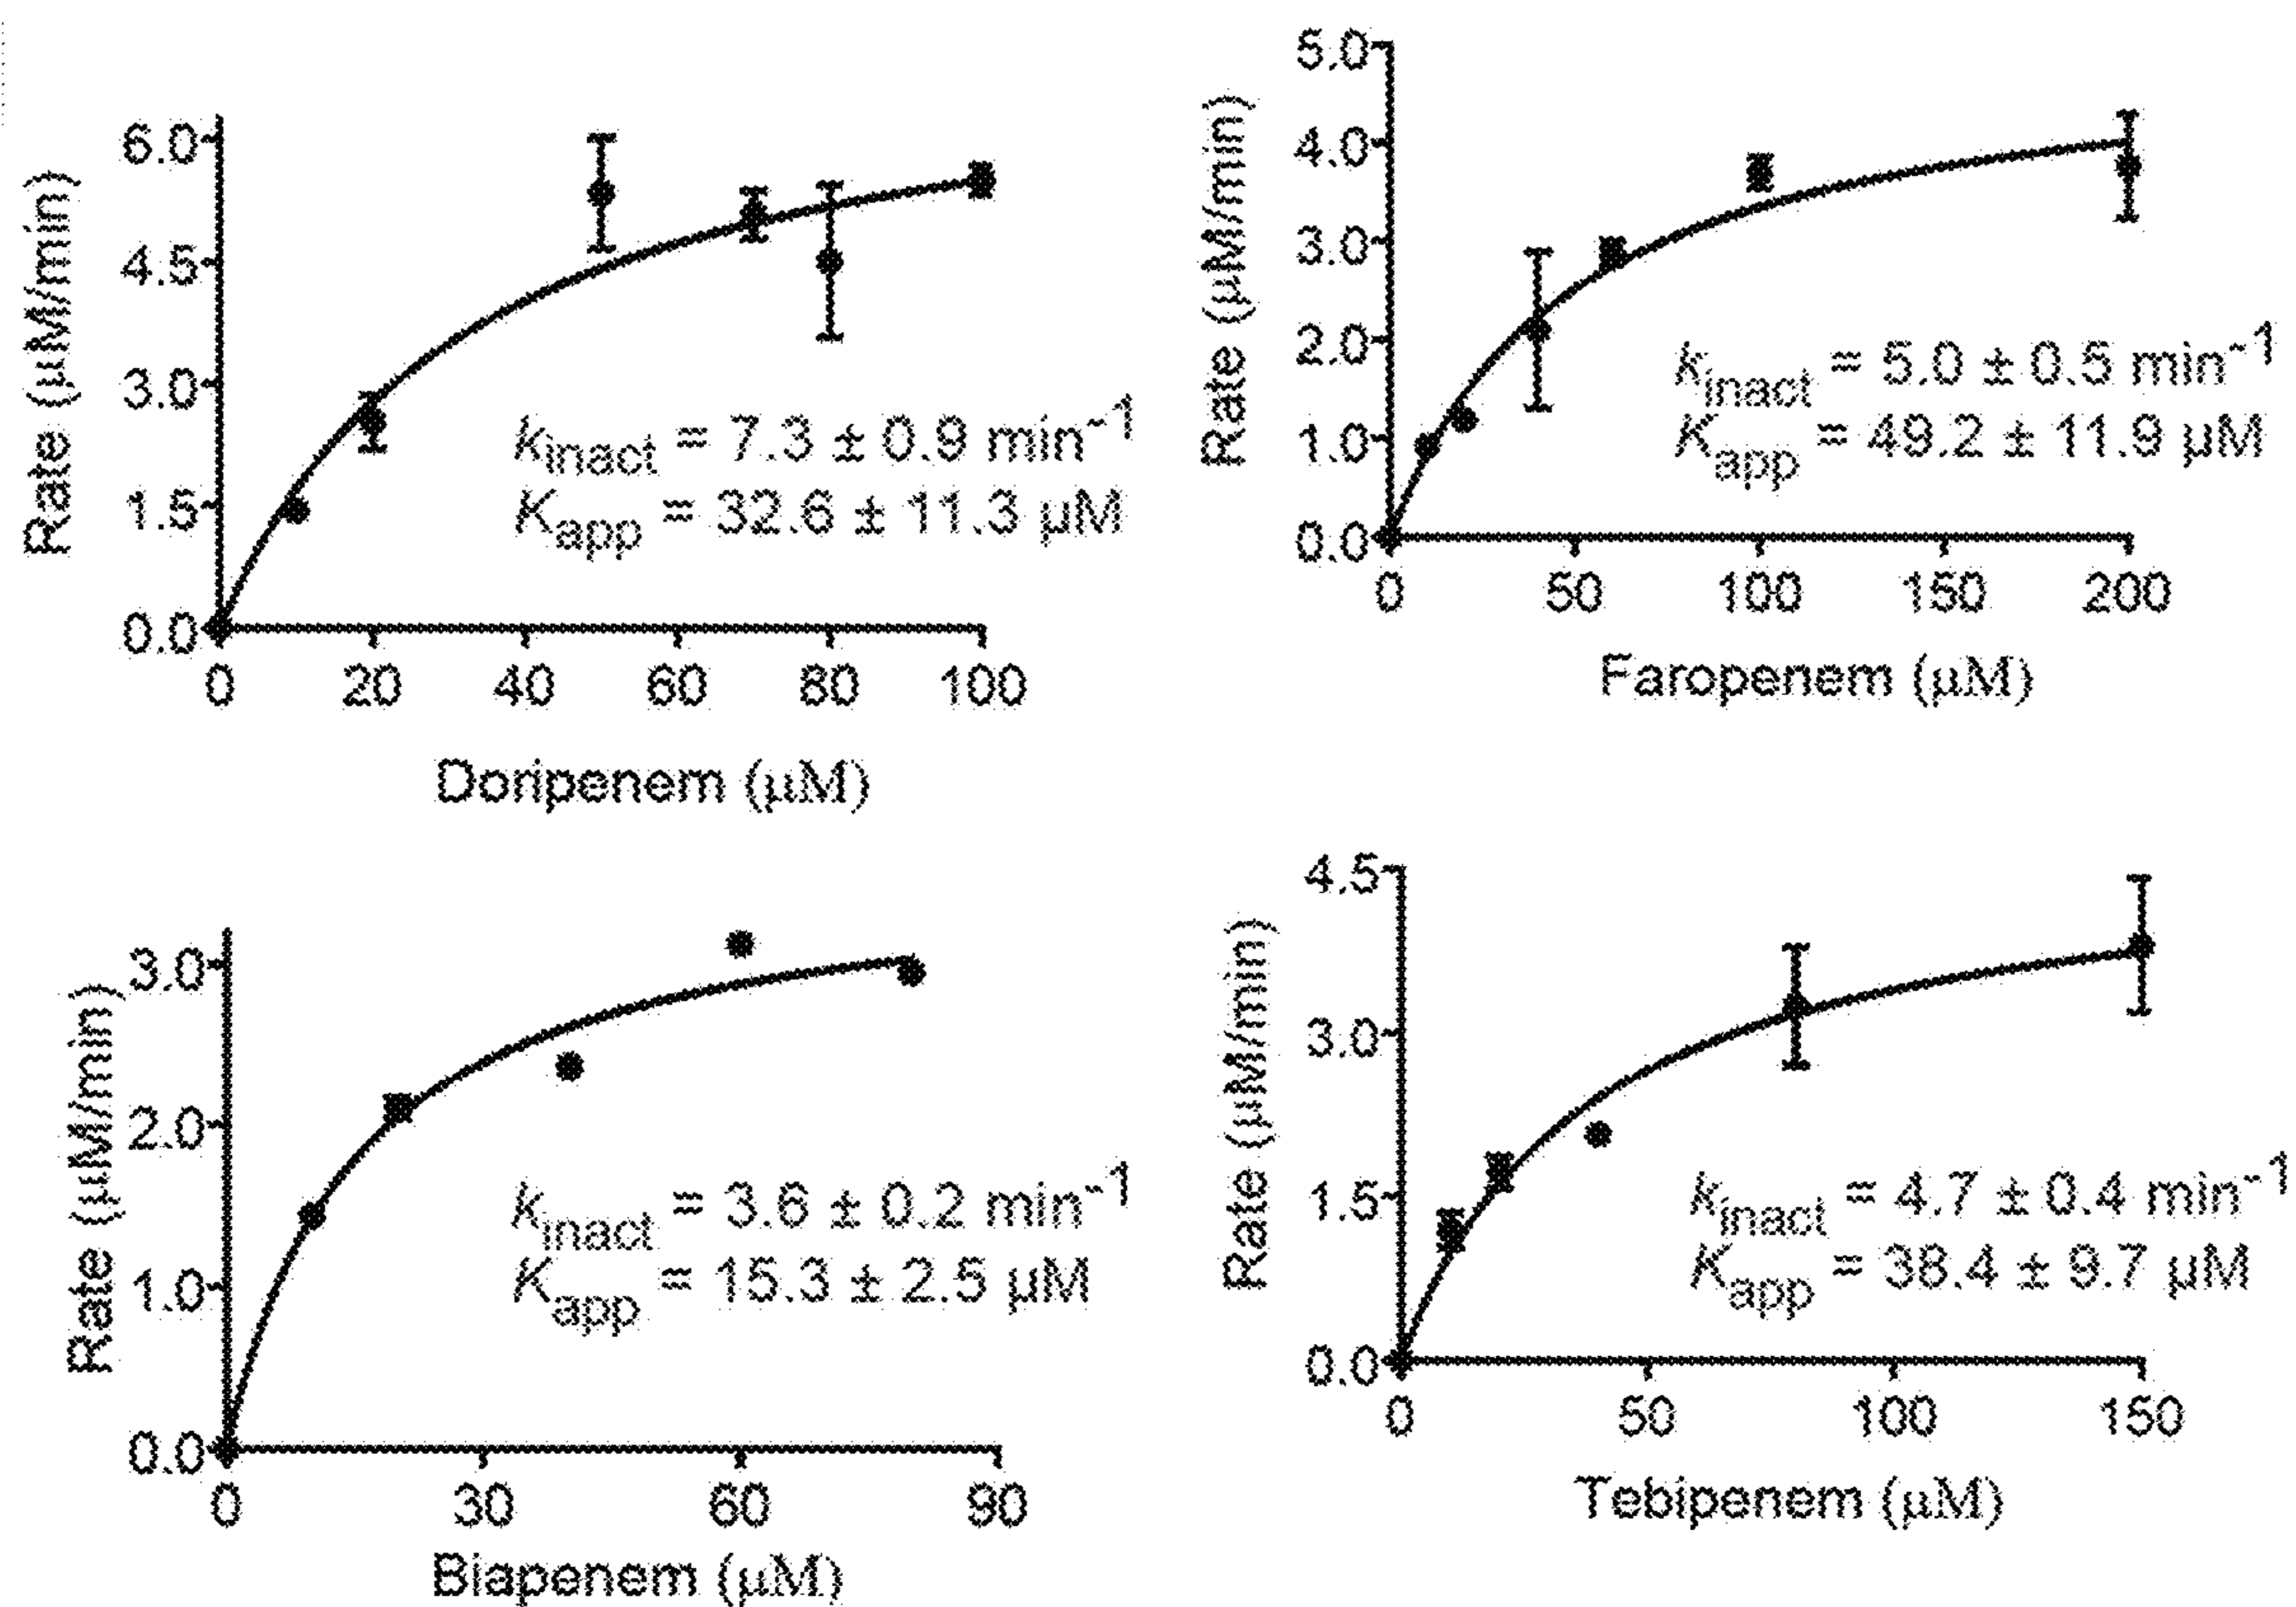 Rate (µM/min)
6.0
4.5
3.0
1.5
0.0
kinact = 7.3 ± 0.9 min⁻¹
Kapp = 32.6 ± 11.3 µM
0 20 40 60 80 100
Doripenem (µM)
Rate (µM/min)
5.0
4.0
3.0
2.0
1.0
0.0
kinact = 5.0 ± 0.5 min⁻¹
Kapp = 49.2 ± 11.9 µM
0 50 100 150 200
Faropenem (µM)
Rate (µM/min)
3.0
2.0
1.0
0.0
kinact = 3.6 ± 0.2 min⁻¹
Kapp = 15.3 ± 2.5 µM
0 30 60 90
Biapenem (µM)
Rate (µM/min)
4.5
3.0
1.5
0.0
kinact = 4.7 ± 0.4 min⁻¹
Kapp = 38.4 ± 9.7 µM
0 50 100 150
Tebipenem (µM)